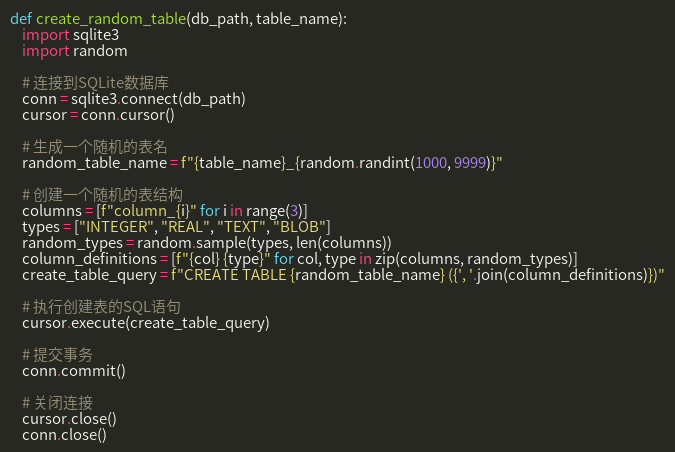 def create_random_table(db_path, table_name):
import sqlite3
import random
# 连接到SQLite数据库
conn = sqlite3.connect(db_path)
cursor = conn.cursor()
# 生成一个随机的表名
random_table_name = f"{table_name}_{random.randint(1000, 9999)}"
# 创建一个随机的表结构
columns = [f"column_{i}" for i in range(3)]
types = ["INTEGER", "REAL", "TEXT", "BLOB"]
random_types = random.sample(types, len(columns))
column_definitions = [f"{col} {type}" for col, type in zip(columns, random_types)]
create_table_query = f"CREATE TABLE {random_table_name} ({', '.join(column_definitions)})"
# 执行创建表的SQL语句
cursor.execute(create_table_query)
# 提交事务
conn.commit()
# 关闭连接
cursor.close()
conn.close()